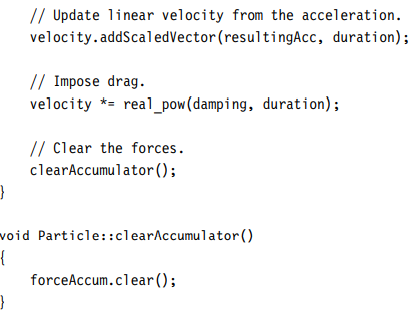 // Update linear velocity from the acceleration.
velocity.addScaledVector(resultingAcc, duration);
// Impose drag.
velocity *= real_pow(damping, duration);
// Clear the forces.
clearAccumulator();
}
void Particle::clearAccumulator()
{
forceAccum.clear();
}